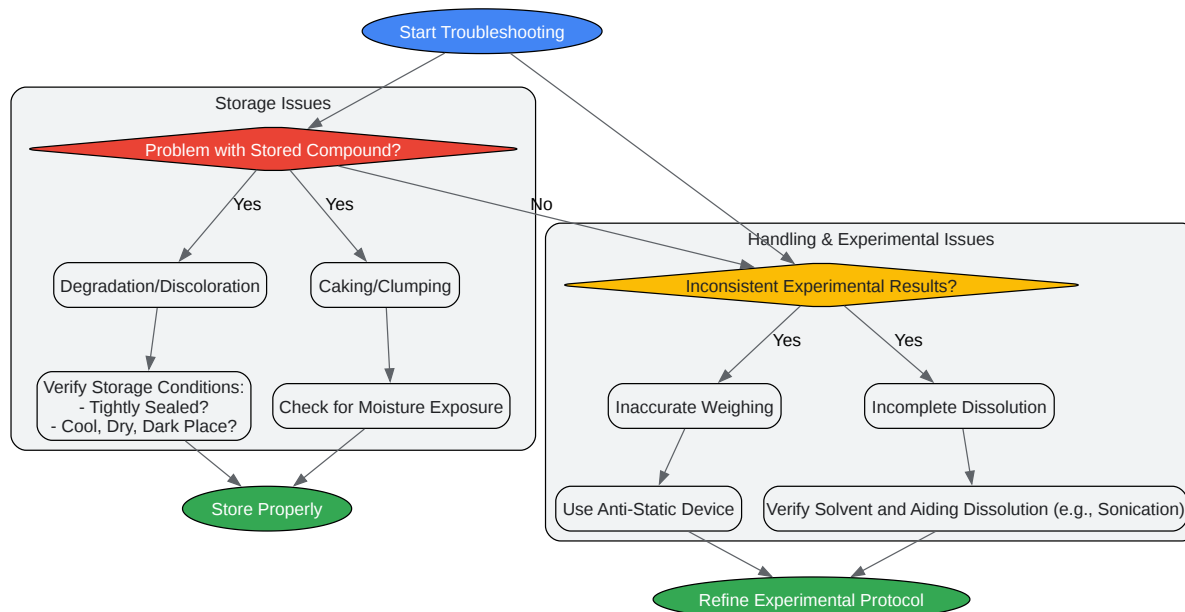 Start Troubleshooting
Storage Issues
Problem with Stored Compound?
Yes
Yes
No
Degradation/Discoloration
Caking/Clumping
Verify Storage Conditions:
- Tightly Sealed?
- Cool, Dry, Dark Place?
Check for Moisture Exposure
Store Properly
Handling & Experimental Issues
Inconsistent Experimental Results?
Yes
Yes
Inaccurate Weighing
Incomplete Dissolution
Use Anti-Static Device
Verify Solvent and Aiding Dissolution (e.g., Sonication)
Refine Experimental Protocol